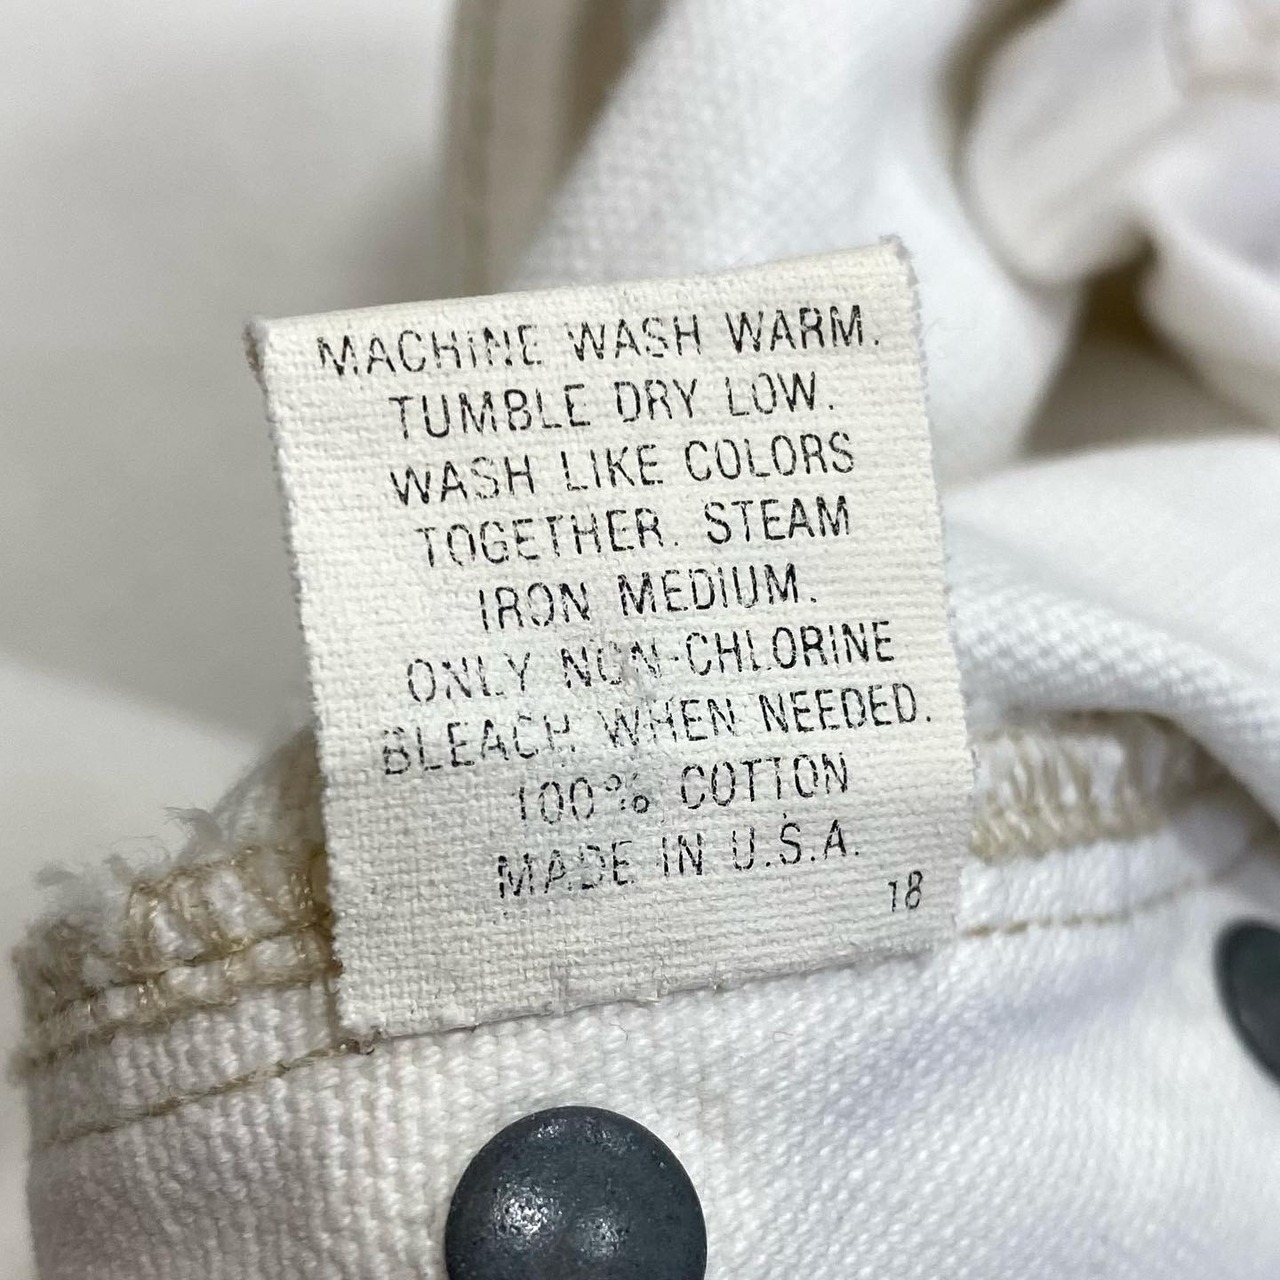 MACHINE WASH WARM.
TUMBLE DRY LOW.
WASH LIKE COLORS
TOGETHER. STEAM
IRON MEDIUM.
ONLY NON-CHLORINE
BLEACH WHEN NEEDED.
100% COTTON
MADE IN U.S.A.
18